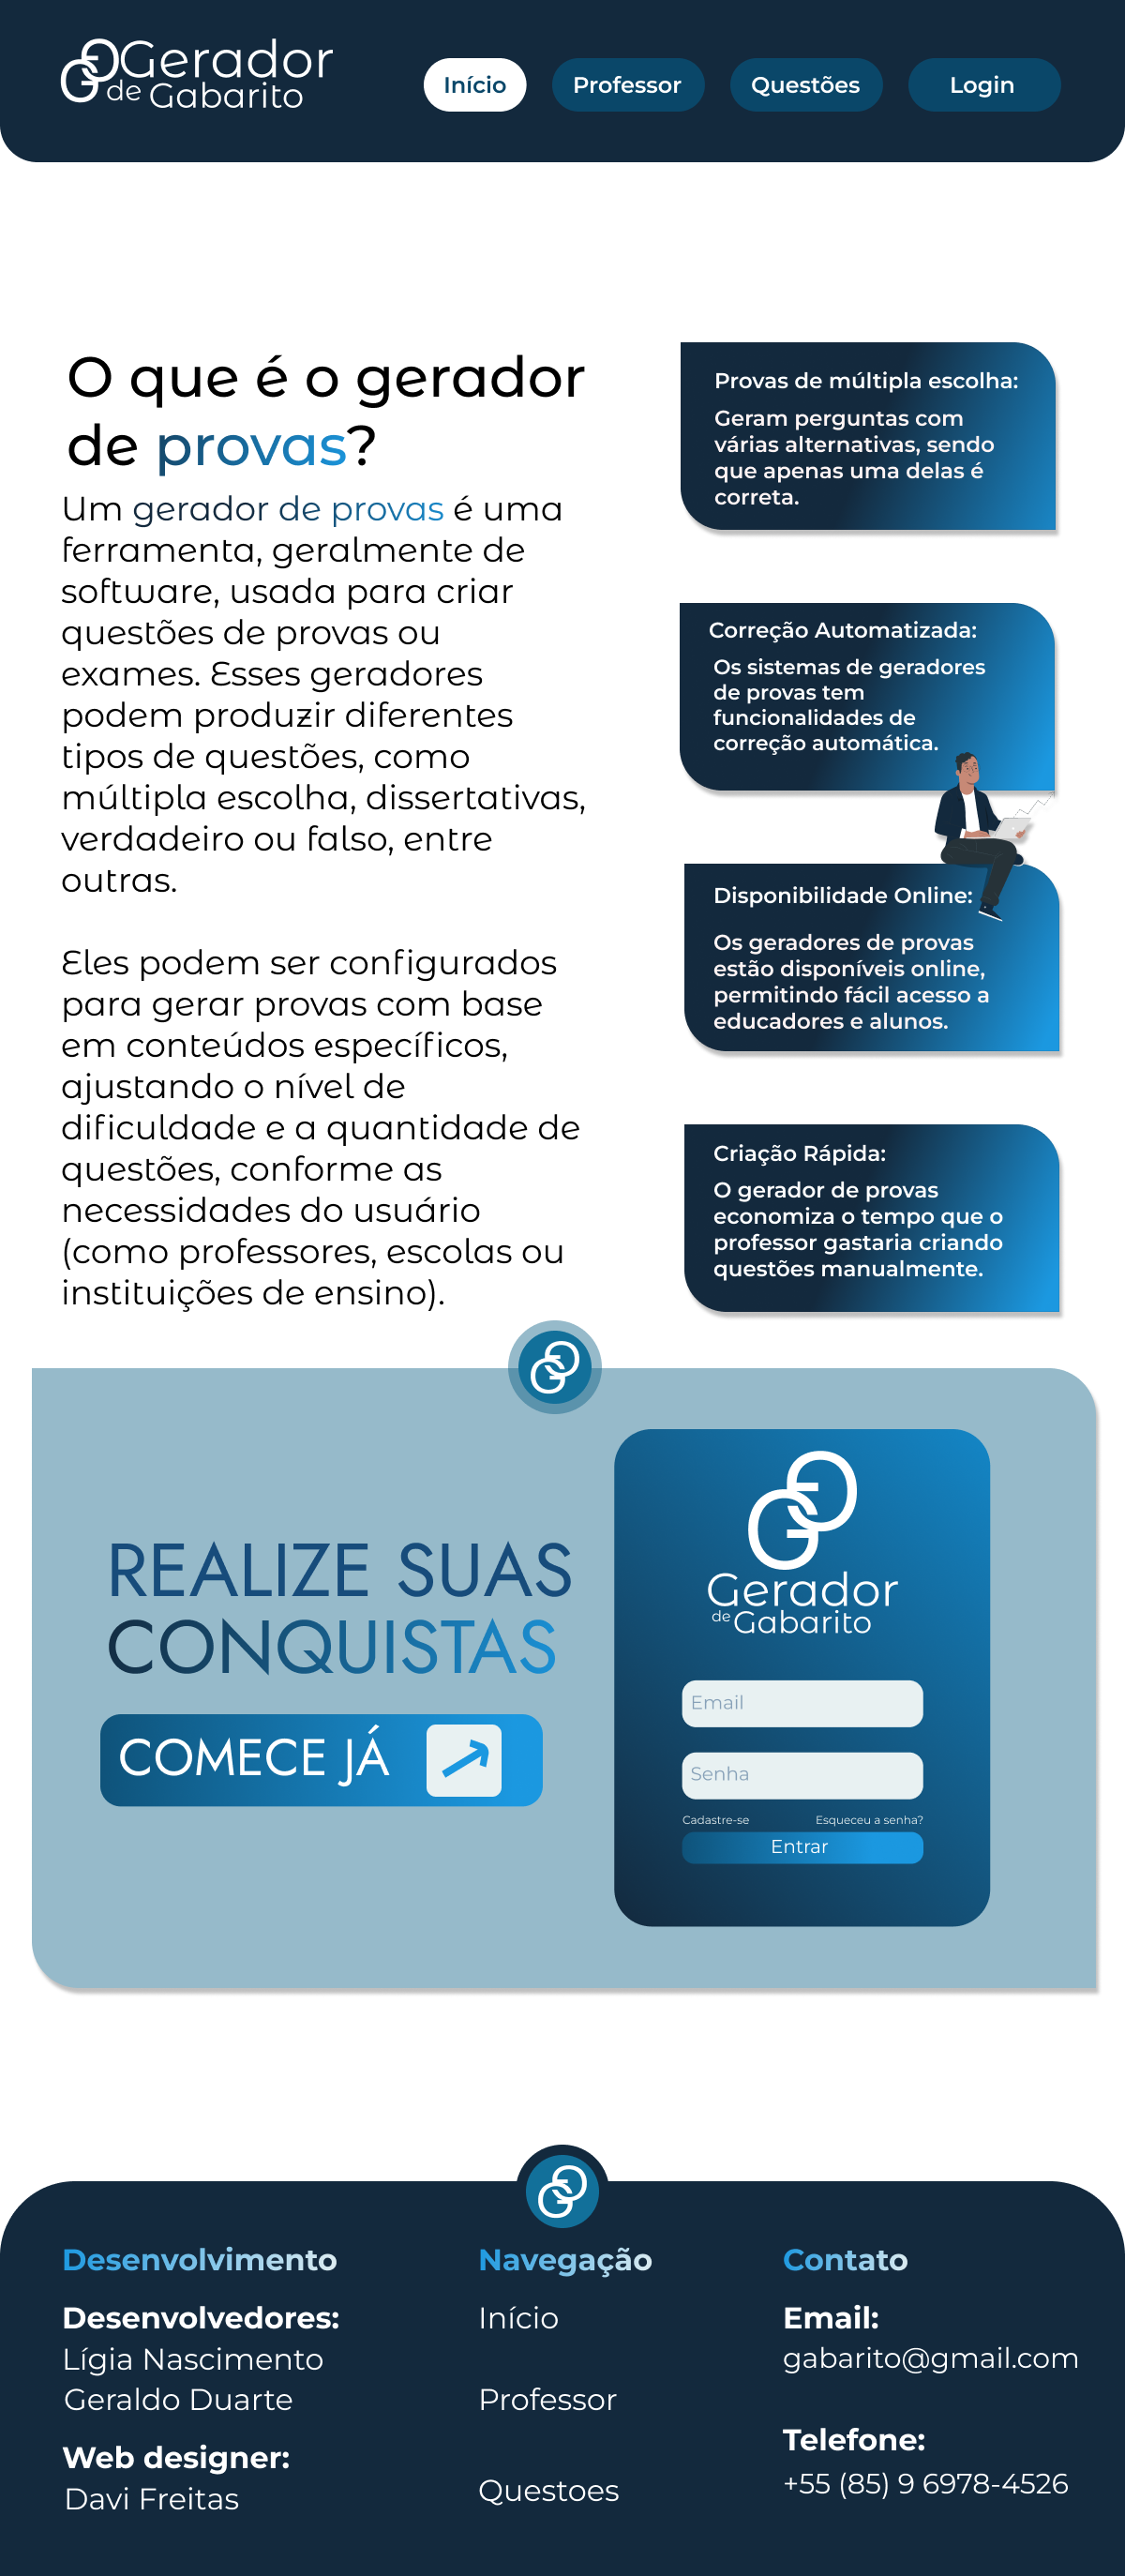 Gerador
de Gabarito
Início
Professor
Questões
Login
O que é o gerador
de provas?
Um gerador de provas é uma
ferramenta, geralmente de
software, usada para criar
questões de provas ou
exames. Esses geradores
podem produzir diferentes
tipos de questões, como
múltipla escolha, dissertativas,
verdadeiro ou falso, entre
outras.
Eles podem ser configurados
para gerar provas com base
em conteúdos específicos,
ajustando o nível de
dificuldade e a quantidade de
questões, conforme as
necessidades do usuário
(como professores, escolas ou
instituições de ensino).
Provas de múltipla escolha:
Geram perguntas com
várias alternativas, sendo
que apenas uma delas é
correta.
Correção Automatizada:
Os sistemas de geradores
de provas tem
funcionalidades de
correção automática.
Disponibilidade Online:
Os geradores de provas
estão disponíveis online,
permitindo fácil acesso a
educadores e alunos.
Criação Rápida:
O gerador de provas
economiza o tempo que o
professor gastaria criando
questões manualmente.
REALIZE SUAS
CONQUISTAS
COMECE JÁ
Gerador
de Gabarito
Email
Senha
Cadastre-se
Esqueceu a senha?
Entrar
Desenvolvimento
Desenvolvedores:
Lígia Nascimento
Geraldo Duarte
Web designer:
Davi Freitas
Navegação
Início
Professor
Questoes
Contato
Email:
gabarito@gmail.com
Telefone:
+55 (85) 9 6978-4526